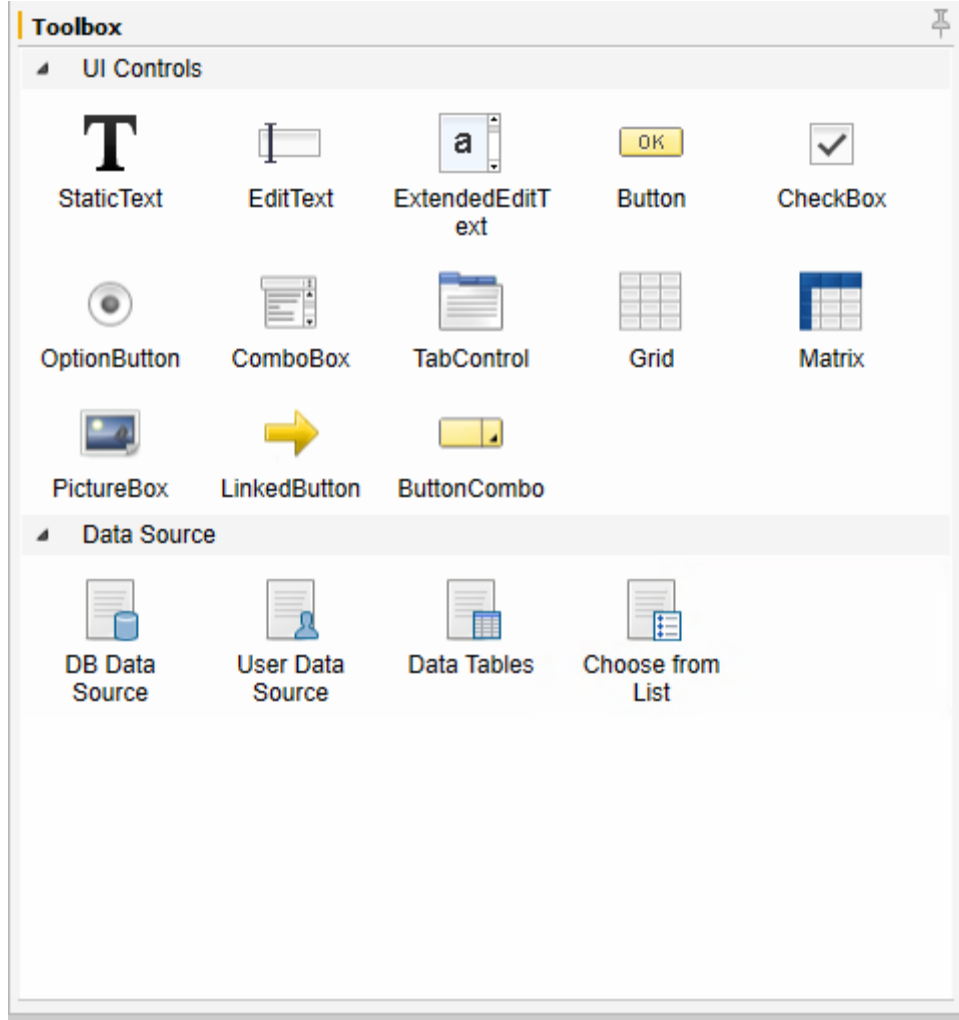 Toolbox
UI Controls
StaticText
EditText
ExtendedEditT
ext
OK
a
Button
CheckBox
OptionButton
ComboBox
TabControl
Grid
Matrix
PictureBox
LinkedButton
ButtonCombo
Data Source
DB Data
Source
User Data
Source
Data Tables
Choose from
List